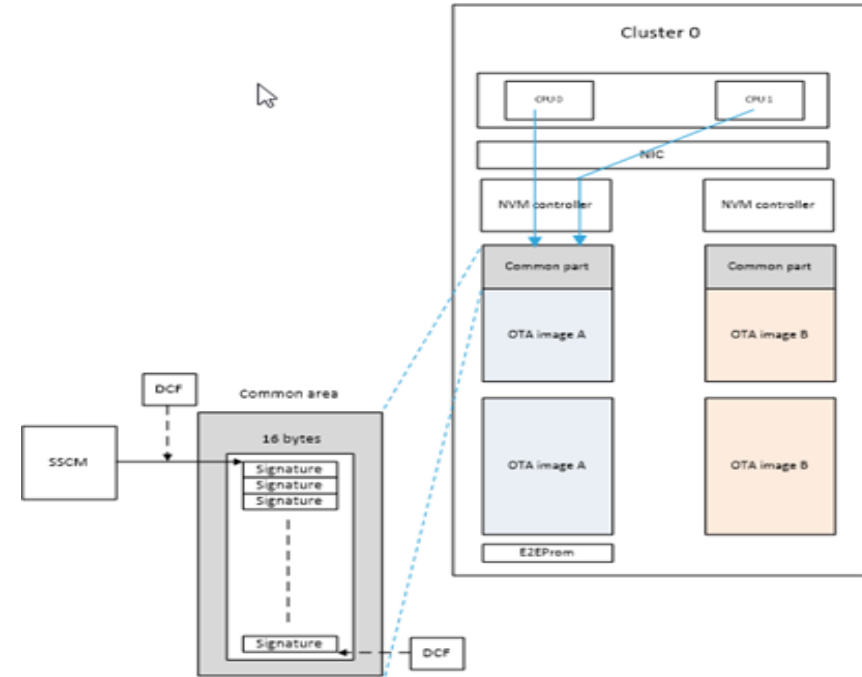 Cluster 0
CPU 0
CPU 1
NIC
NVM controller
NVM controller
Common part
Common part
OTA image A
OTA image B
DCF
Common area
16 bytes
SSCM
Signature
Signature
Signature
OTA image A
OTA image B
E2EProm
Signature
DCF